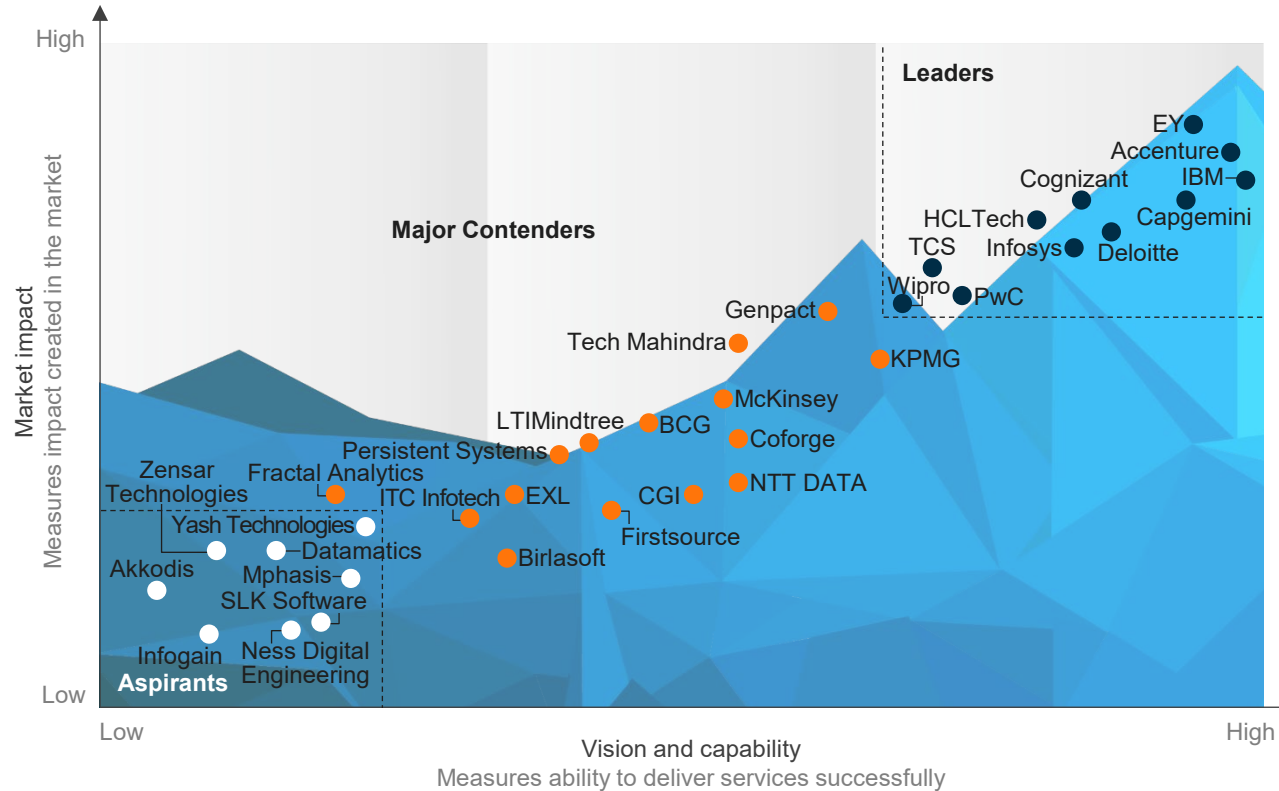 High
Leaders
EY
Accenture
IBM
Cognizant
Capgemini
HCLTech
Infosys
Deloitte
TCS
Wipro
PwC
Major Contenders
Genpact
Tech Mahindra
KPMG
McKinsey
LTIMindtree
BCG
Coforge
Persistent Systems
Zensar
Technologies
Fractal Analytics
ITC Infotech
EXL
CGI
NTT DATA
Firstsource
Yash Technologies
Datamatics
Birlasoft
Akkodis
Mphasis
SLK Software
Infogain
Ness Digital
Engineering
Aspirants
Low
Market impact
Measures impact created in the market
Low
High
Vision and capability
Measures ability to deliver services successfully